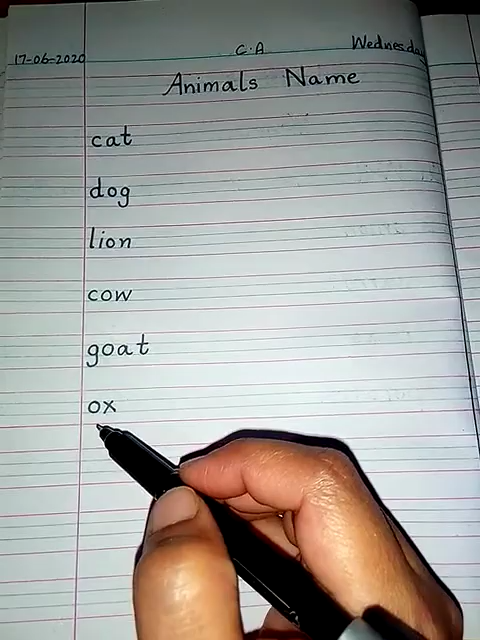 17-06-2020 C.A Wednesday
Animals Name
cat
dog
lion
cow
goat
ox